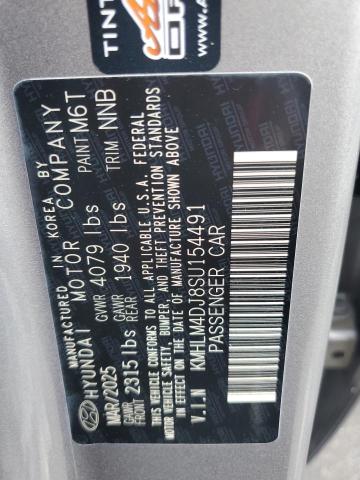 TINT
MANUFACTURED IN KOREA BY
HYUNDAI MOTOR COMPANY
MAR/2025 GVWR 4079 lbs PAINT M6T
GAWR FRONT 2315 lbs GAWR REAR 1940 lbs TRIM NNB
THIS VEHICLE CONFORMS TO ALL APPLICABLE U.S.A. FEDERAL
MOTOR VEHICLE SAFETY, BUMPER, AND THEFT PREVENTION STANDARDS
IN EFFECT ON THE DATE OF MANUFACTURE SHOWN ABOVE.
V.I.N KMHLM4DJ8SU154491
PASSENGER CAR